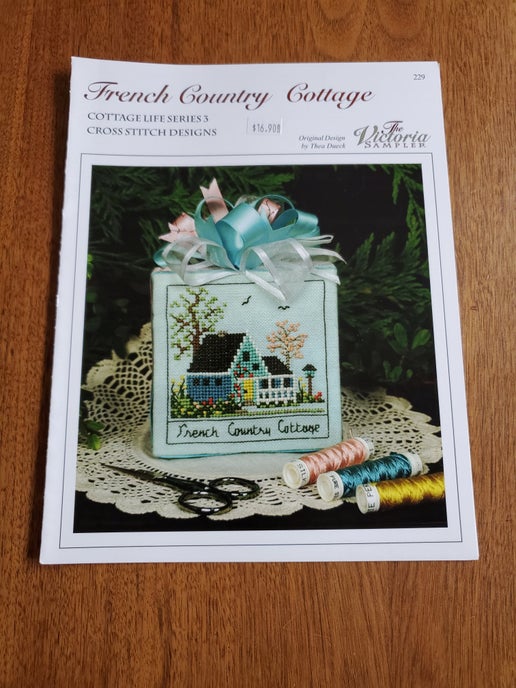 229
French Country Cottage
COTTAGE LIFE SERIES 3
CROSS STITCH DESIGNS
$16.90
Original Design
by Thea Dueck
The
Victoria
SAMPLER
French Country Cottage